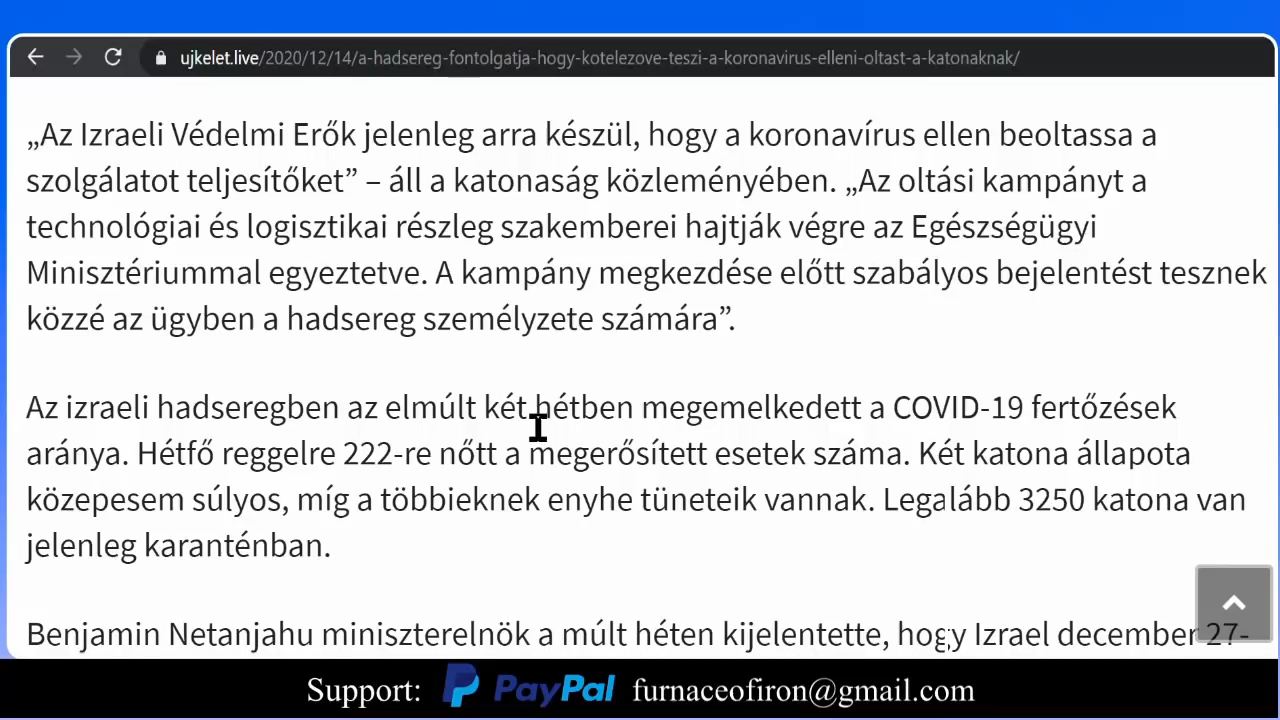 ujkelet.live/2020/12/14/a-hadsereg-fontolgatja-hogy-kotelezove-teszi-a-koronavirus-elleni-oltast-a-katonaknak/
„Az Izraeli Védelmi Erők jelenleg arra készül, hogy a koronavírus ellen beoltassa a
szolgálatot teljesítőket” – áll a katonaság közleményében. „Az oltási kampányt a
technológiai és logisztikai részleg szakemberei hajtják végre az Egészségügyi
Minisztériummal egyeztetve. A kampány megkezdése előtt szabályos bejelentést tesznek
közzé az ügyben a hadsereg személyzete számára”.
Az izraeli hadseregben az elmúlt két hétben megemelkedett a COVID-19 fertőzések
aránya. Hétfő reggelre 222-re nőtt a megerősített esetek száma. Két katona állapota
közepesem súlyos, míg a többieknek enyhe tüneteik vannak. Legalább 3250 katona van
jelenleg karanténban.
Benjamin Netanjahu miniszterelnök a múlt héten kijelentette, hogy Izrael december 27-
Support: PayPal furnaceofiron@gmail.com